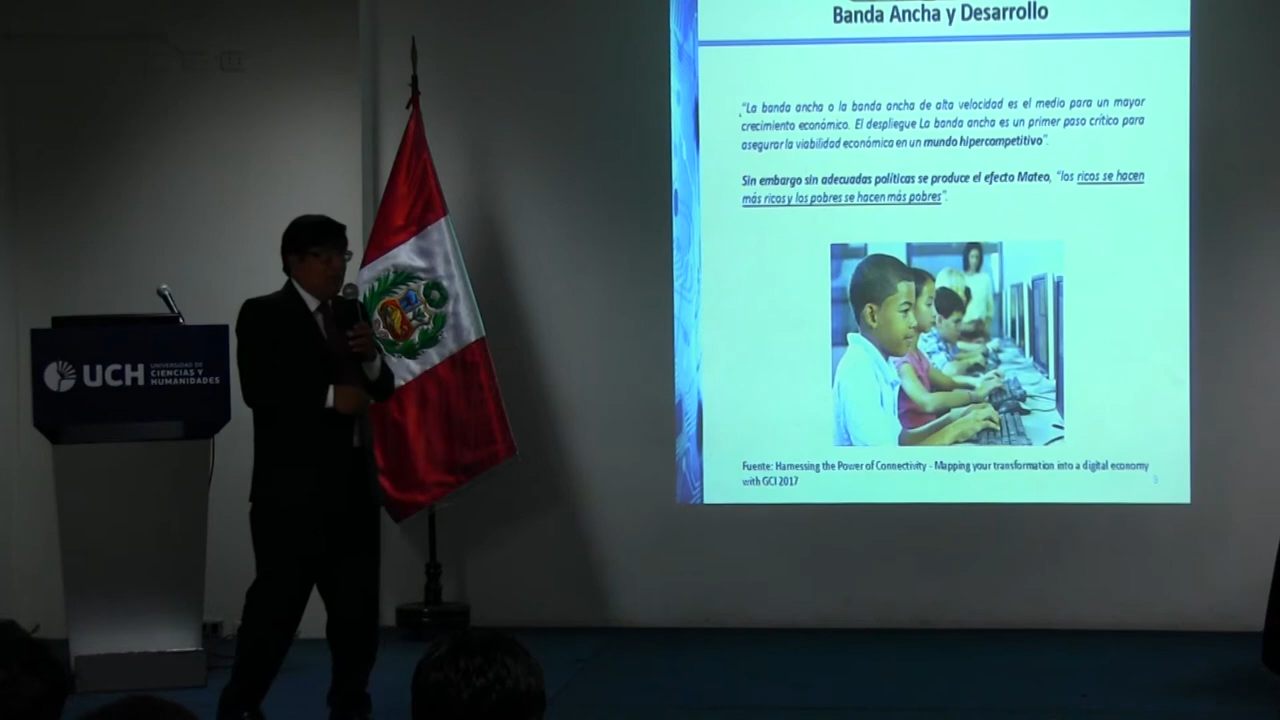 Banda Ancha y Desarrollo
"La banda ancha o la banda ancha de alta velocidad es el medio para un mayor
crecimiento económico. El despliegue La banda ancha es un primer paso crítico para
asegurar la viabilidad económica en un mundo hipercompetitivo".
Sin embargo sin adecuadas políticas se produce el efecto Mateo, "los ricos se hacen
más ricos y los pobres se hacen más pobres".
Fuente: Harnessing the Power of Connectivity - Mapping your transformation into a digital economy
with GCI 2017
3
UCH
UNIVERSIDAD DE
CIENCIAS Y
HUMANIDADES